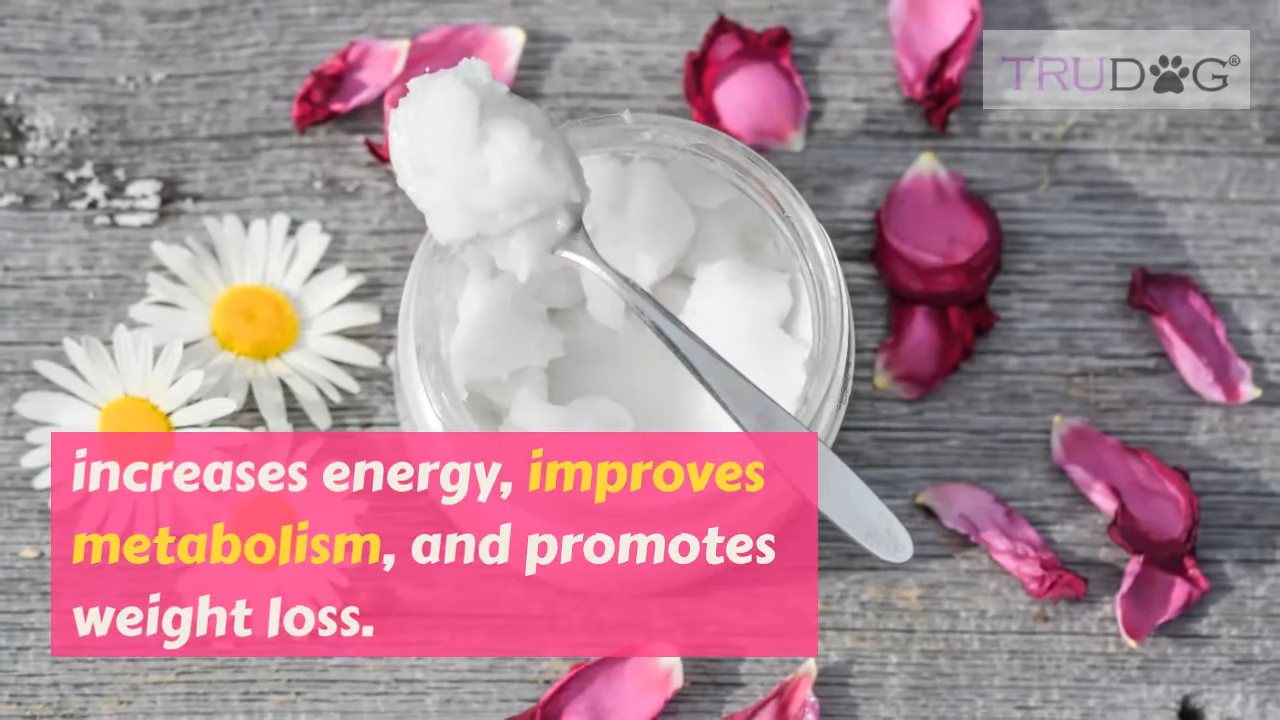 TRUDOG®
increases energy, improves
metabolism, and promotes
weight loss.